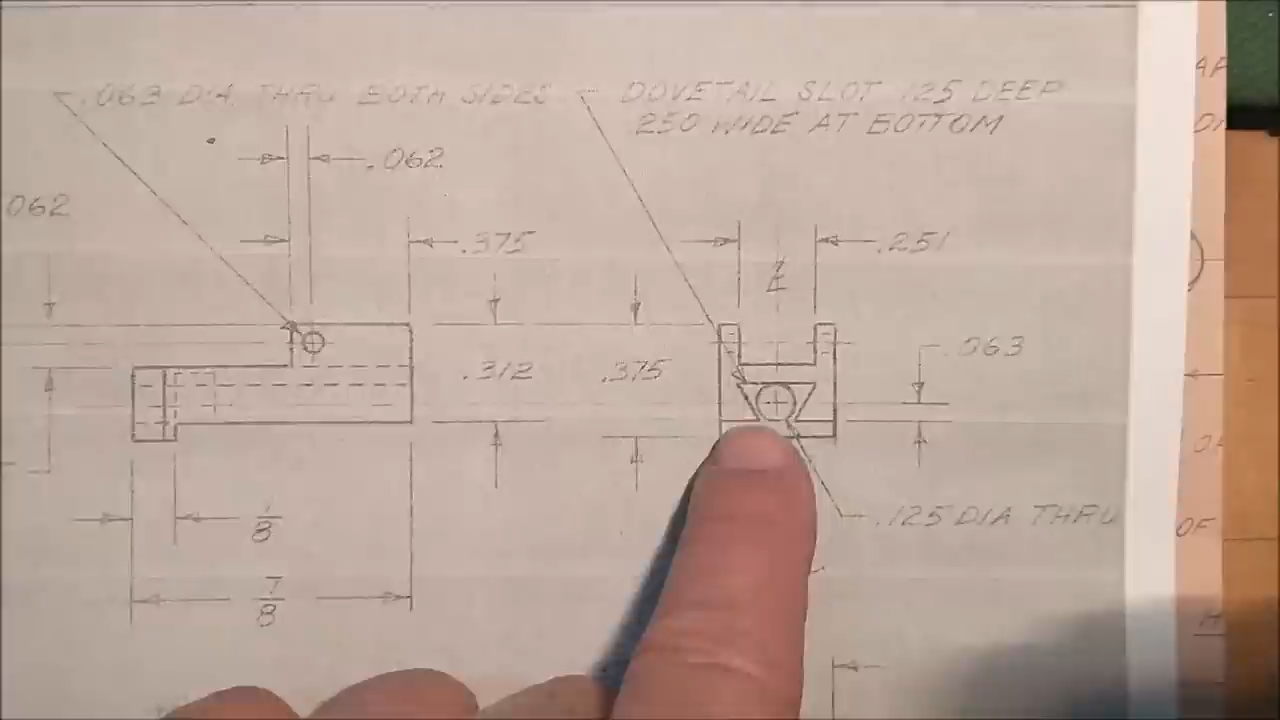 .063 DIA. THRU BOTH SIDES
DOVETAIL SLOT .125 DEEP
.250 WIDE AT BOTTOM
.062
062
.375
.251
.312
.375
.063
1/8
.125 DIA THRU
7/8
OF